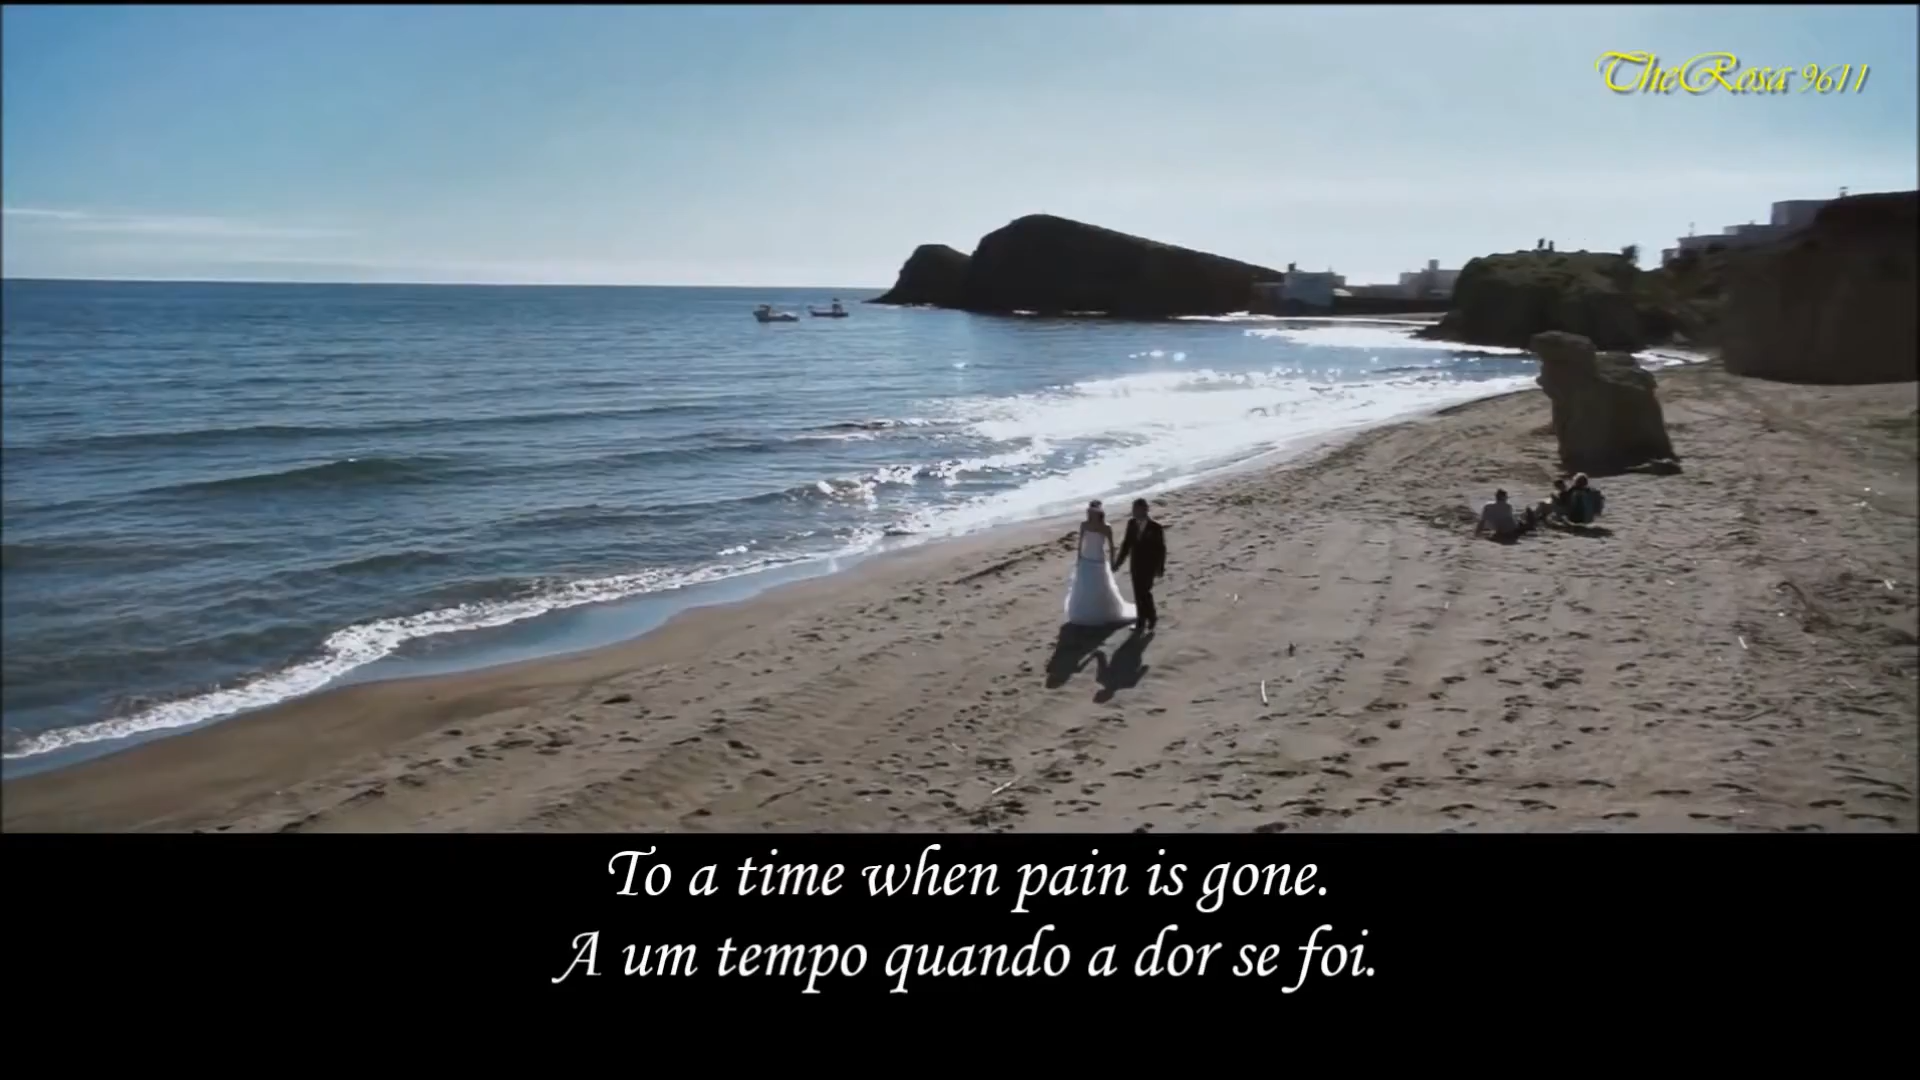 TheRosa 9611
To a time when pain is gone.
A um tempo quando a dor se foi.